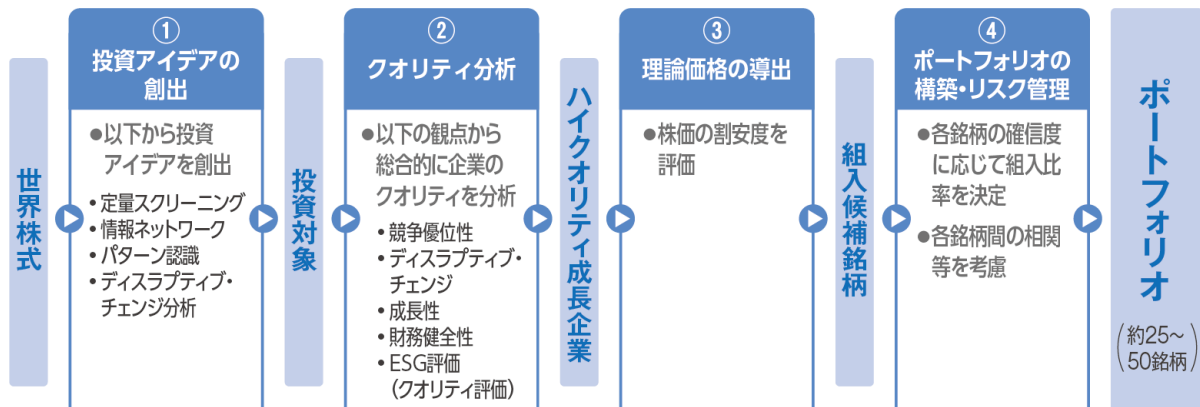 世界株式
①
投資アイデアの
創出
●以下から投資
アイデアを創出
•定量スクリーニング
•情報ネットワーク
•パターン認識
•ディスラプティブ・
チェンジ分析
投資対象
②
クオリティ分析
●以下の観点から
総合的に企業の
クオリティを分析
•競争優位性
•ディスラプティブ・
チェンジ
•成長性
•財務健全性
•ESG評価
(クオリティ評価)
ハイクオリティ成長企業
③
理論価格の導出
●株価の割安度を
評価
組入候補銘柄
④
ポートフォリオの
構築・リスク管理
●各銘柄の確信度
に応じて組入比
率を決定
●各銘柄間の相関
等を考慮
ポートフォリオ
(約25～
50銘柄)